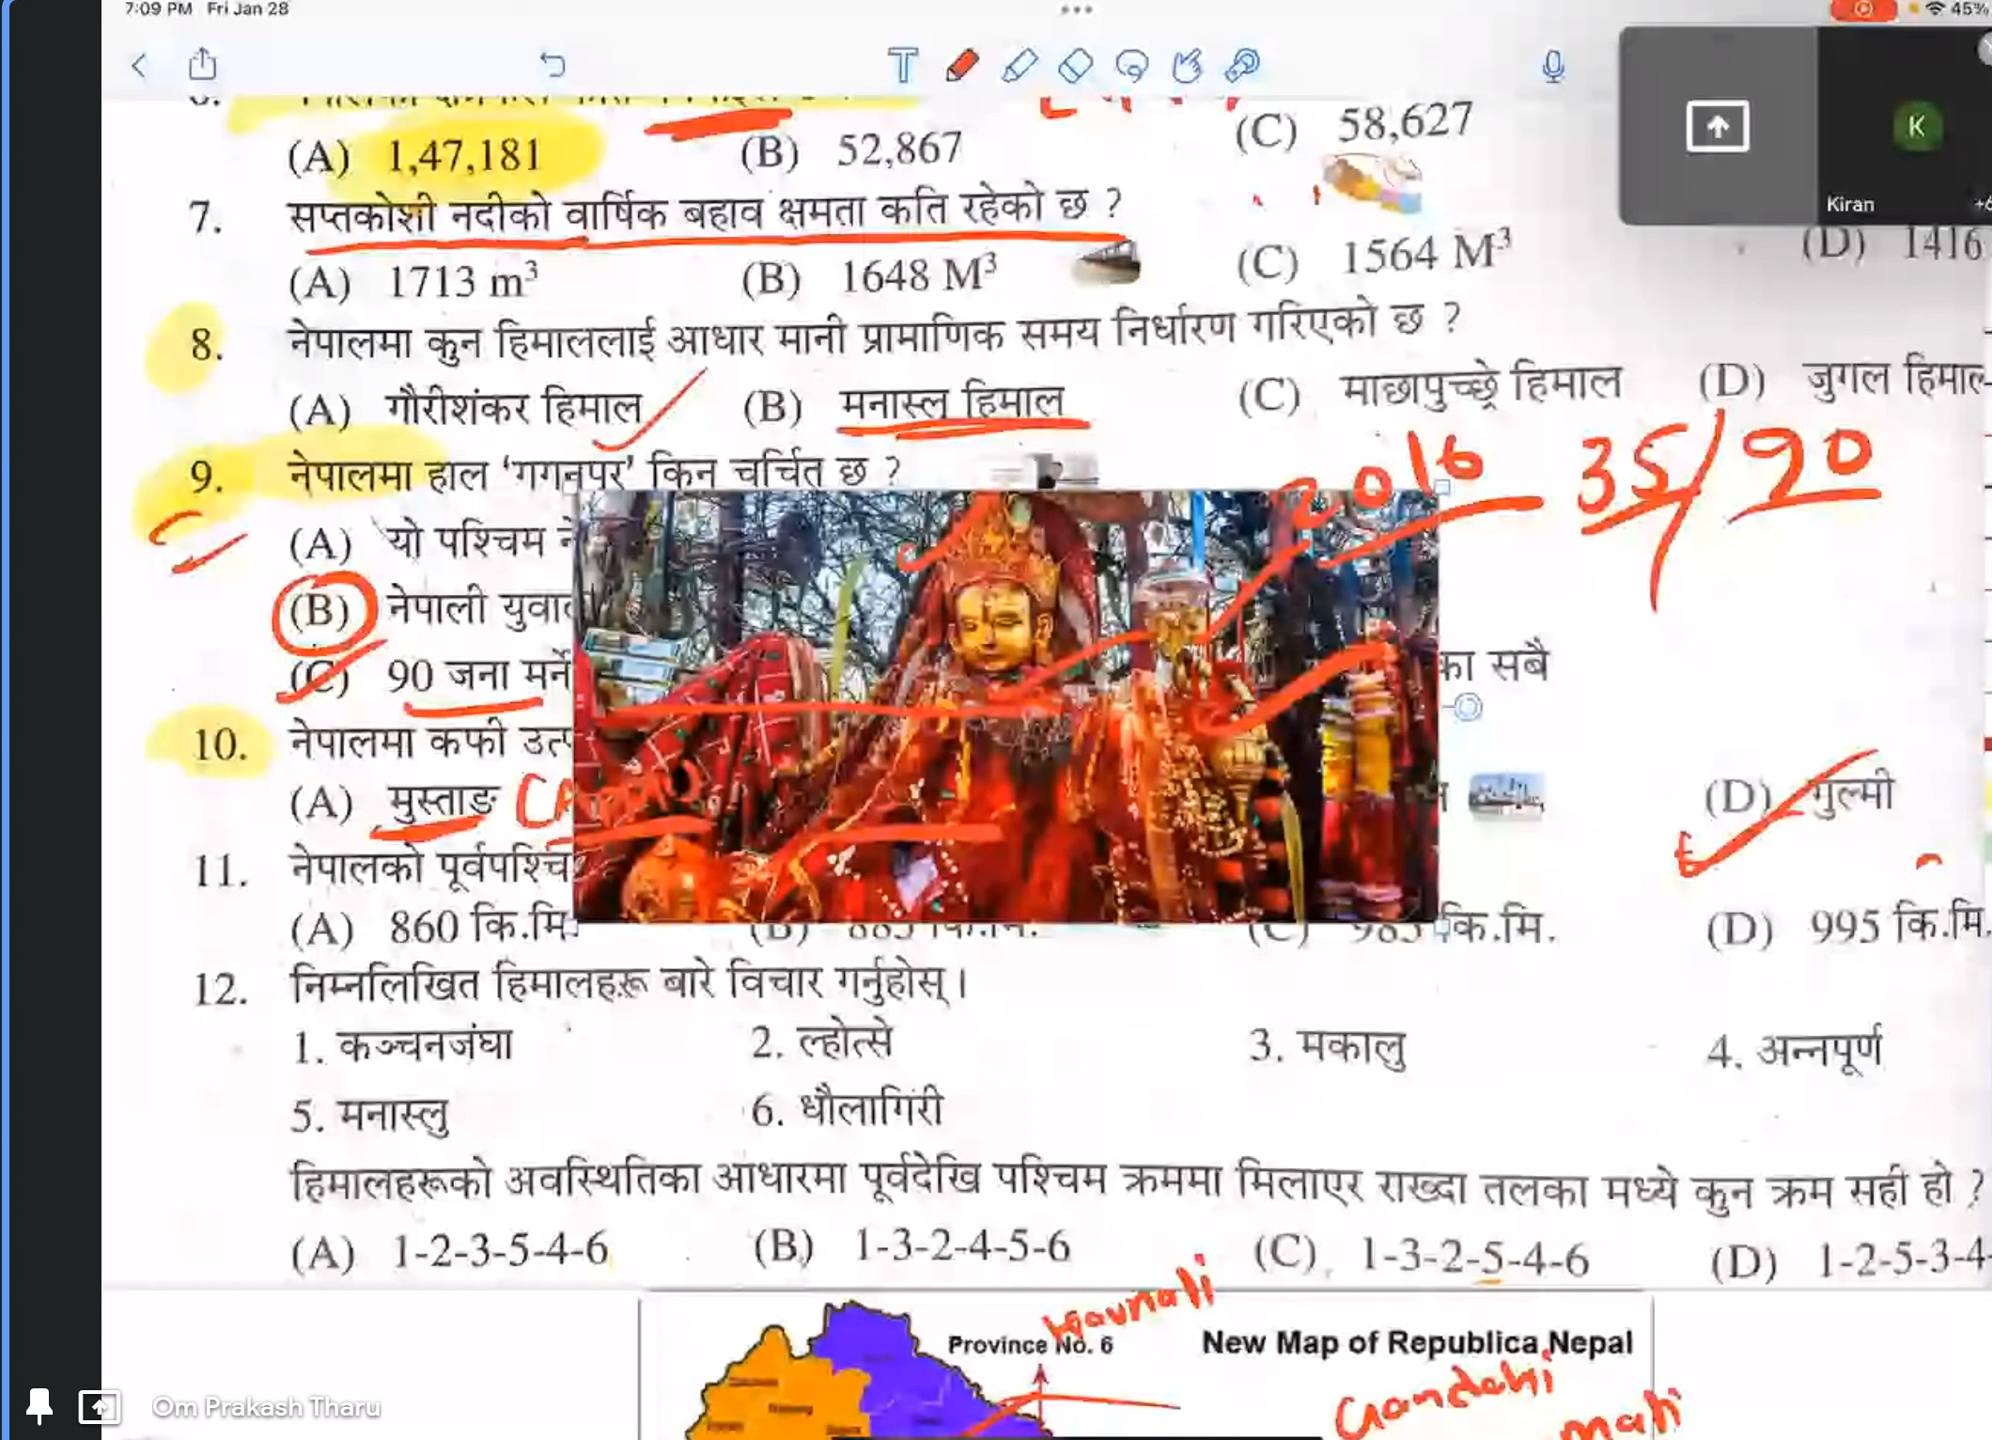 7:09 PM Fri Jan 28
45%
(A) 1,47,181 (B) 52,867 (C) 58,627
K
Kiran
7. सप्तकोशी नदीको वार्षिक बहाव क्षमता कति रहेको छ ?
(A) 1713 m³ (B) 1648 M³ (C) 1564 M³ (D) 1416
8. नेपालमा कुन हिमाललाई आधार मानी प्रामाणिक समय निर्धारण गरिएको छ ?
(A) गौरीशंकर हिमाल (B) मनास्लु हिमाल (C) माछापुच्छ्रे हिमाल (D) जुगल हिमाल
2016 35/90
9. नेपालमा हाल ‘गगनपुर’ किन चर्चित छ ?
(A) यो पश्चिम
(B) नेपाली
(C) 90 जना मर्ने का सबै
10. नेपालमा कफी
(A) मुस्ताङ (D) गुल्मी
11. नेपालको
(A) 860 कि.मि. कि.मि. (D) 995 कि.मि.
12. निम्नलिखित हिमालहरू बारे विचार गर्नुहोस् ।
1. कञ्चनजंघा 2. ल्होत्से 3. मकालु 4. अन्नपूर्ण
5. मनास्लु 6. धौलागिरी
हिमालहरूको अवस्थितिका आधारमा पूर्वदेखि पश्चिम क्रममा मिलाएर राख्दा तलका मध्ये कुन क्रम सही हो ?
(A) 1-2-3-5-4-6 (B) 1-3-2-4-5-6 (C) 1-3-2-5-4-6 (D) 1-2-5-3-4-
Karnali
Province No. 6 New Map of Republica Nepal
Gandaki
Om Prakash Tharu